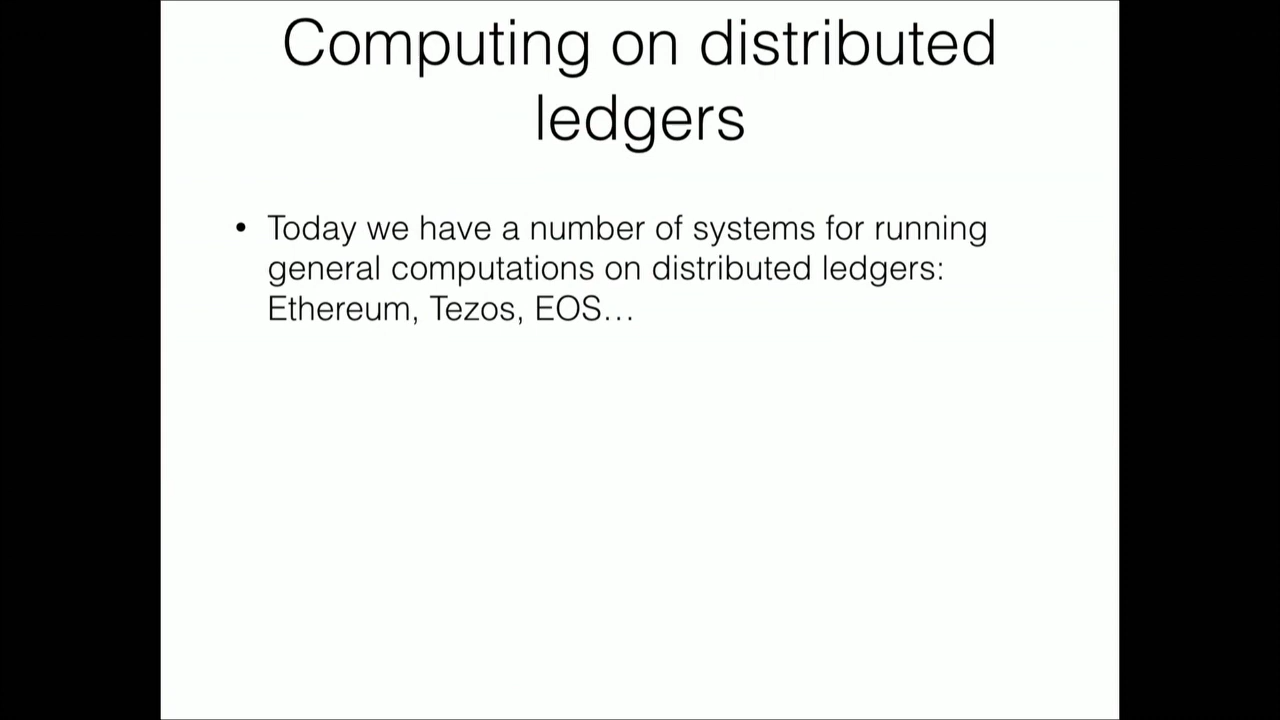 Computing on distributed
ledgers
• Today we have a number of systems for running
general computations on distributed ledgers:
Ethereum, Tezos, EOS…